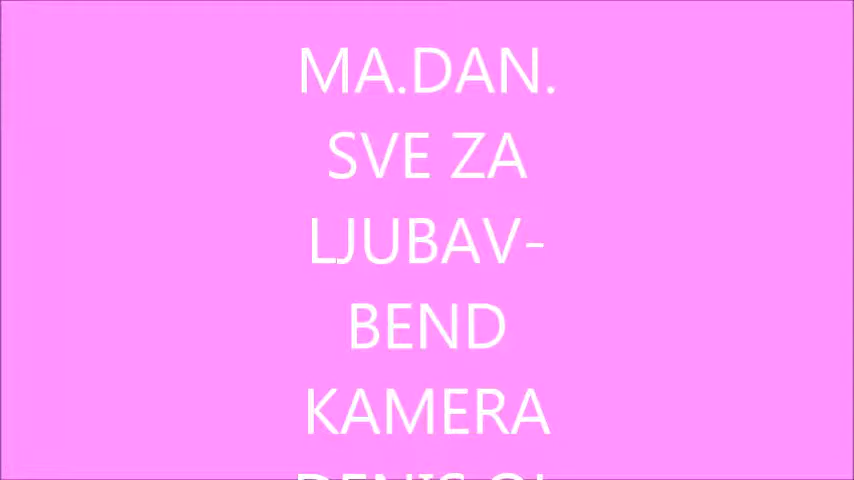 MA.DAN.
SVE ZA
LJUBAV-
BEND
KAMERA